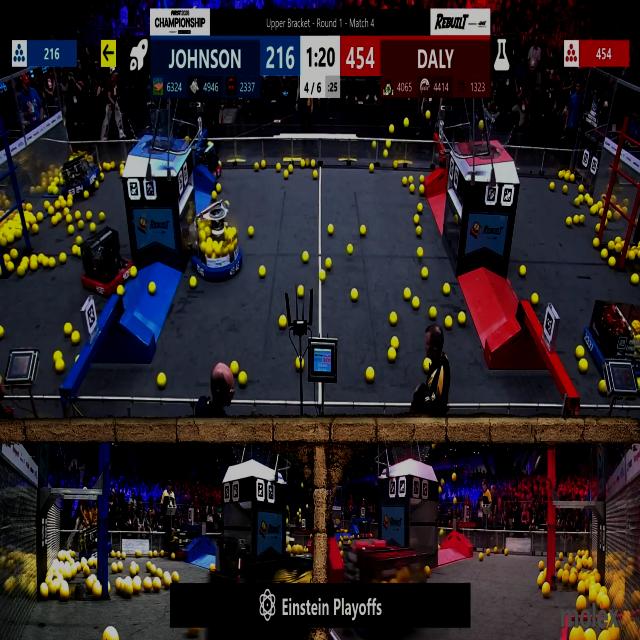 FIRST
CHAMPIONSHIP
Upper Bracket - Round 1 - Match 4
REBUILT
216
JOHNSON
216
1:20
454
DALY
454
6324
4946
2337
4 / 6
:25
4065
4414
1323
Einstein Playoffs